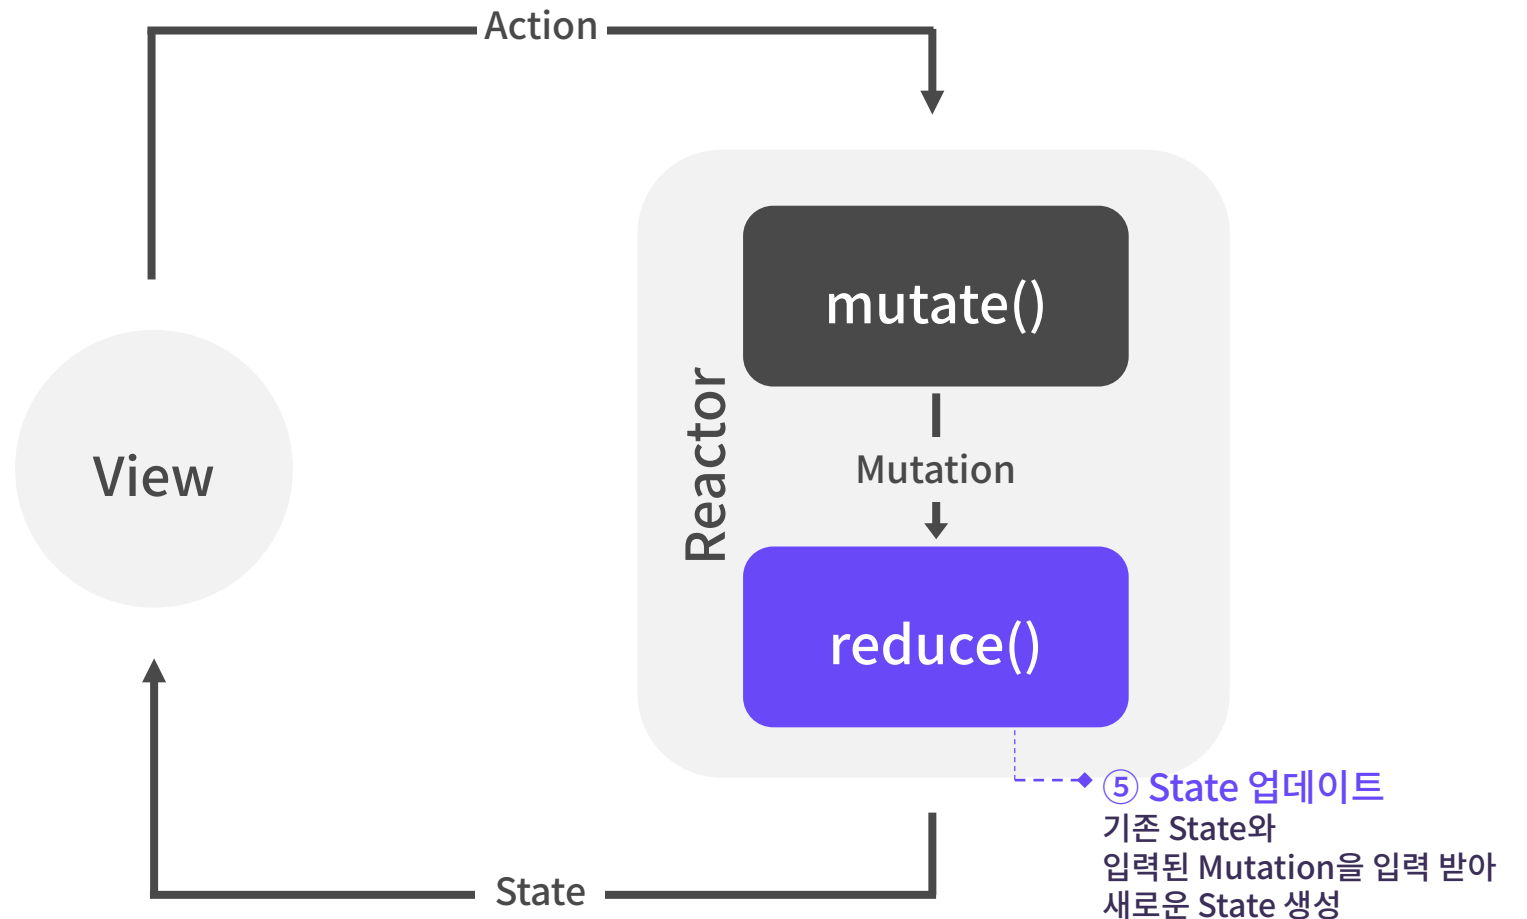 Action
mutate()
View
Reactor
Mutation
reduce()
⑤ State 업데이트
기존 State와
입력된 Mutation을 입력 받아
새로운 State 생성
State